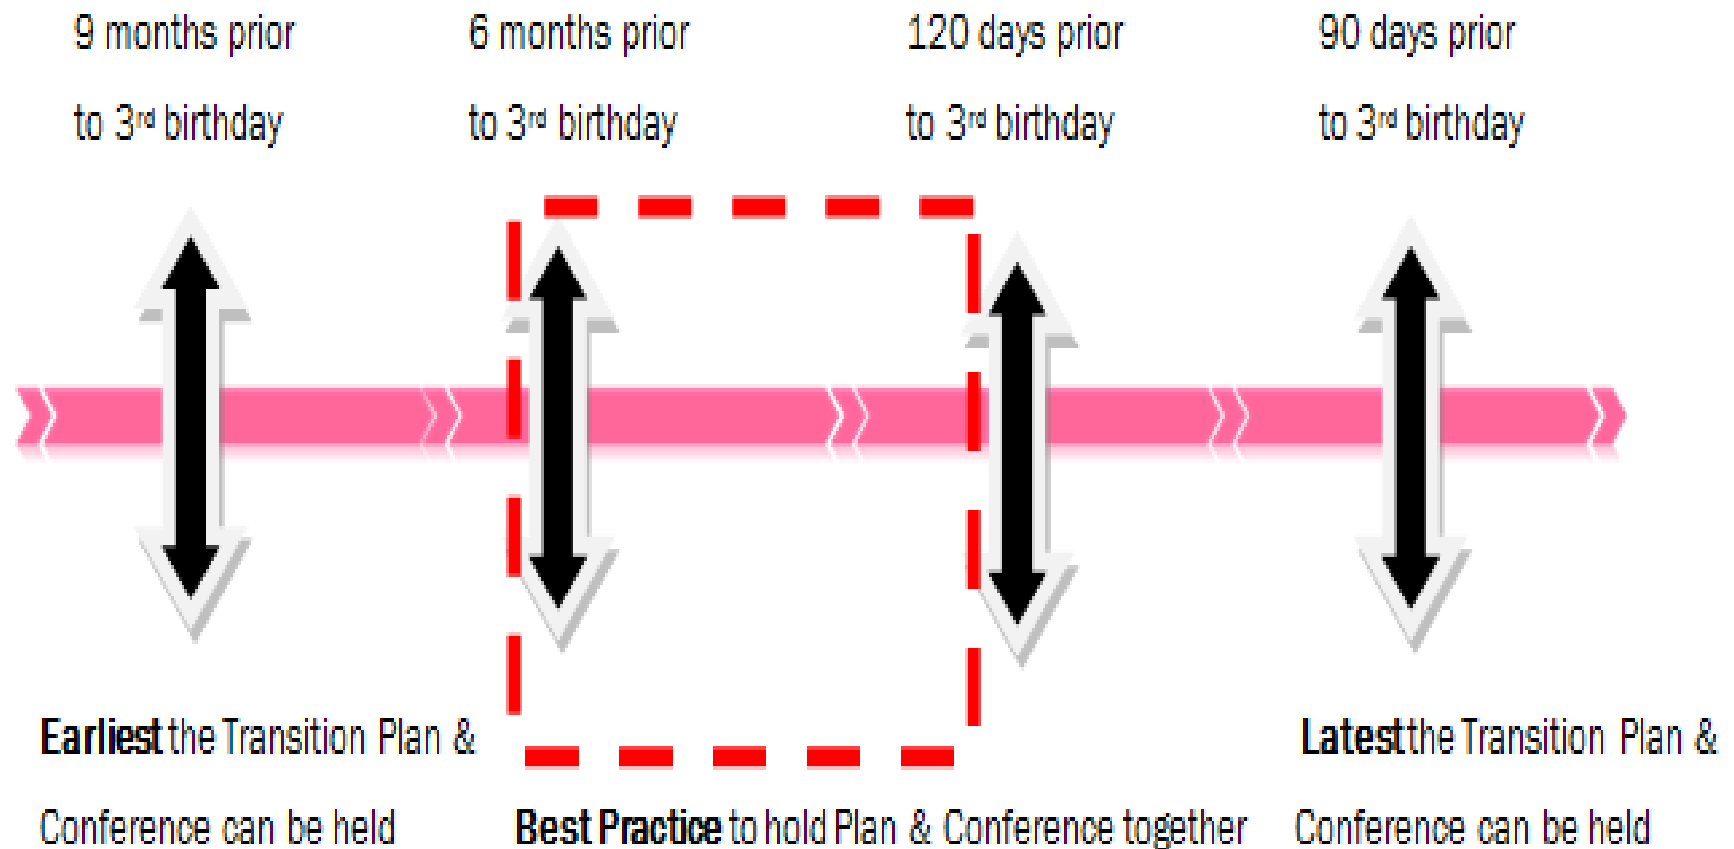 9 months prior
to 3rd birthday
6 months prior
to 3rd birthday
120 days prior
to 3rd birthday
90 days prior
to 3rd birthday
Earliest the Transition Plan &
Conference can be held
Best Practice to hold Plan & Conference together
Latest the Transition Plan &
Conference can be held